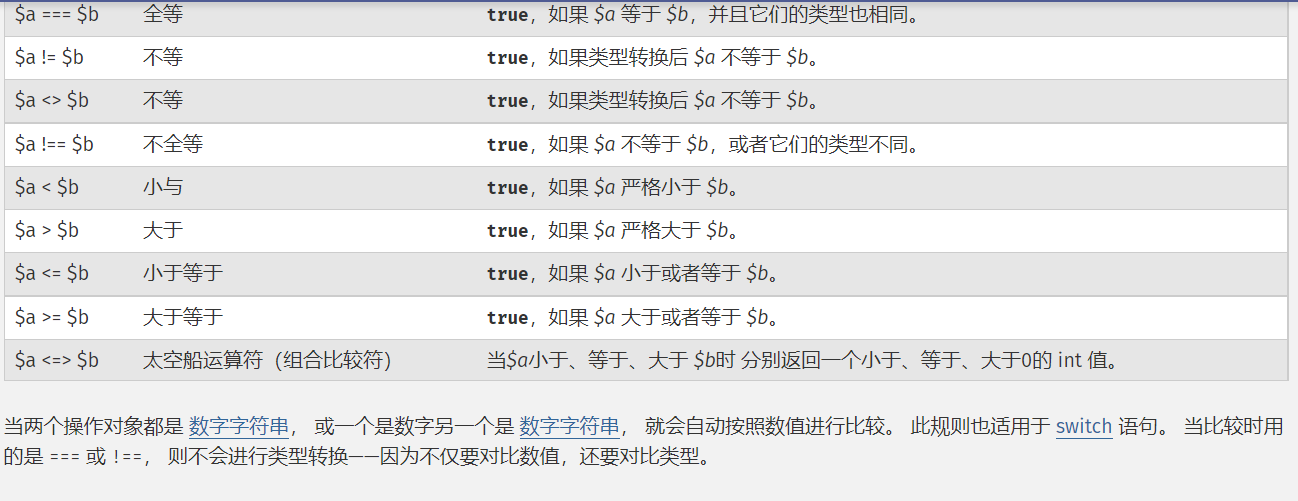 $a === $b 全等 true，如果 $a 等于 $b，并且它们的类型也相同。
$a != $b 不等 true，如果类型转换后 $a 不等于 $b。
$a <> $b 不等 true，如果类型转换后 $a 不等于 $b。
$a !== $b 不全等 true，如果 $a 不等于 $b，或者它们的类型不同。
$a < $b 小与 true，如果 $a 严格小于 $b。
$a > $b 大于 true，如果 $a 严格大于 $b。
$a <= $b 小于等于 true，如果 $a 小于或者等于 $b。
$a >= $b 大于等于 true，如果 $a 大于或者等于 $b。
$a <=> $b 太空船运算符（组合比较符） 当$a小于、等于、大于 $b时 分别返回一个小于、等于、大于0的 int 值。
当两个操作对象都是 数字字符串， 或一个是数字另一个是 数字字符串， 就会自动按照数值进行比较。 此规则也适用于 switch 语句。 当比较时用
的是 === 或 !==， 则不会进行类型转换——因为不仅要对比数值，还要对比类型。